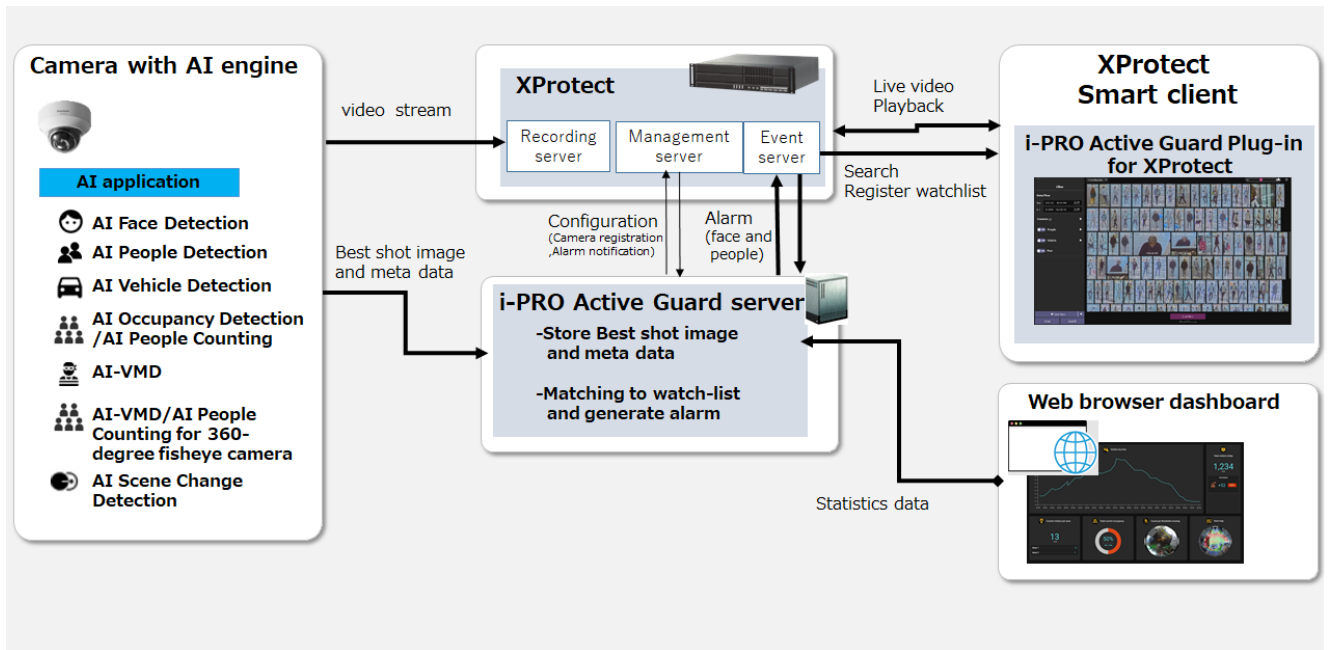 Camera with AI engine
AI application
AI Face Detection
AI People Detection
AI Vehicle Detection
AI Occupancy Detection
/AI People Counting
AI-VMD
AI-VMD/AI People
Counting for 360-
degree fisheye camera
AI Scene Change
Detection
video stream
Best shot image
and meta data
XProtect
Recording
server
Management
server
Event
server
Configuration
(Camera registration
,Alarm notification)
Alarm
(face and
people)
i-PRO Active Guard server
-Store Best shot image
and meta data
-Matching to watch-list
and generate alarm
Live video
Playback
Search
Register watchlist
XProtect
Smart client
i-PRO Active Guard Plug-in
for XProtect
Web browser dashboard
1,234
13
50%
Statistics data